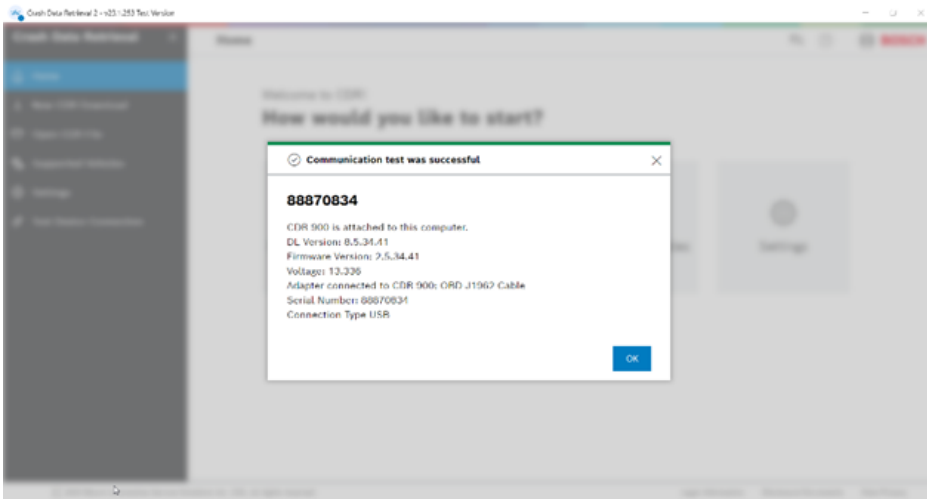 Crash Data Retrieval 2 - v23.1.253 Test Version
Crash Data Retrieval
Home
BOSCH
Home
New CDR Download
Open CDR File
Supported Vehicles
Settings
Test Device Connection
Welcome to CDR!
How would you like to start?
Settings
Communication test was successful
88870834
CDR 900 is attached to this computer.
DL Version: 8.5.34.41
Firmware Version: 2.5.34.41
Voltage: 13.336
Adapter connected to CDR 900: OBD J1962 Cable
Serial Number: 88870834
Connection Type USB
OK